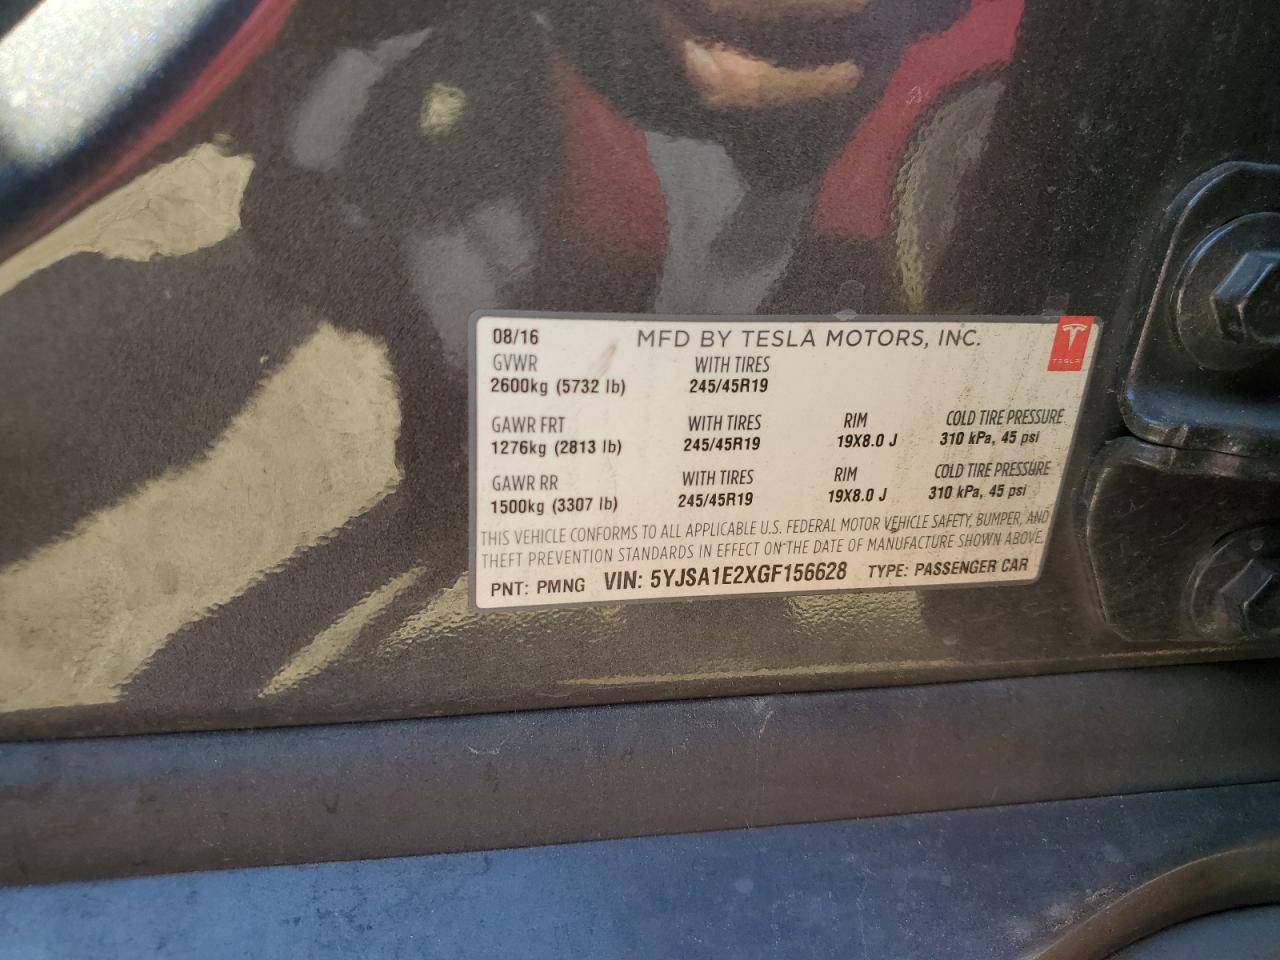 08/16 MFD BY TESLA MOTORS, INC.
TESLA
GVWR WITH TIRES
2600kg (5732 lb) 245/45R19
GAWR FRT WITH TIRES RIM COLD TIRE PRESSURE
1276kg (2813 lb) 245/45R19 19X8.0 J 310 kPa, 45 psi
GAWR RR WITH TIRES RIM COLD TIRE PRESSURE
1500kg (3307 lb) 245/45R19 19X8.0 J 310 kPa, 45 psi
THIS VEHICLE CONFORMS TO ALL APPLICABLE U.S. FEDERAL MOTOR VEHICLE SAFETY, BUMPER, AND
THEFT PREVENTION STANDARDS IN EFFECT ON THE DATE OF MANUFACTURE SHOWN ABOVE.
PNT: PMNG VIN: 5YJSA1E2XGF156628 TYPE: PASSENGER CAR